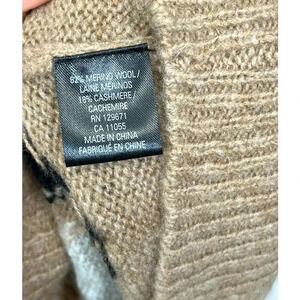 82% MERINO WOOL /
LAINE MERINOS
18% CASHMERE /
CACHEMIRE
RN 129671
CA 11055
MADE IN CHINA
FABRIQUÉ EN CHINE